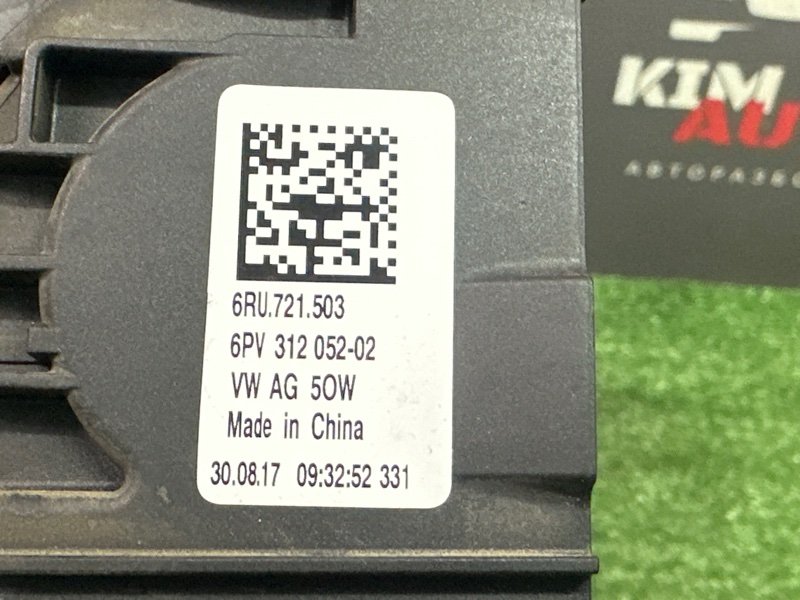 KIM
AU
АВТОРАЗБО
6RU.721.503
6PV 312 052-02
VW AG 5OW
Made in China
30.08.17 09:32:52 331